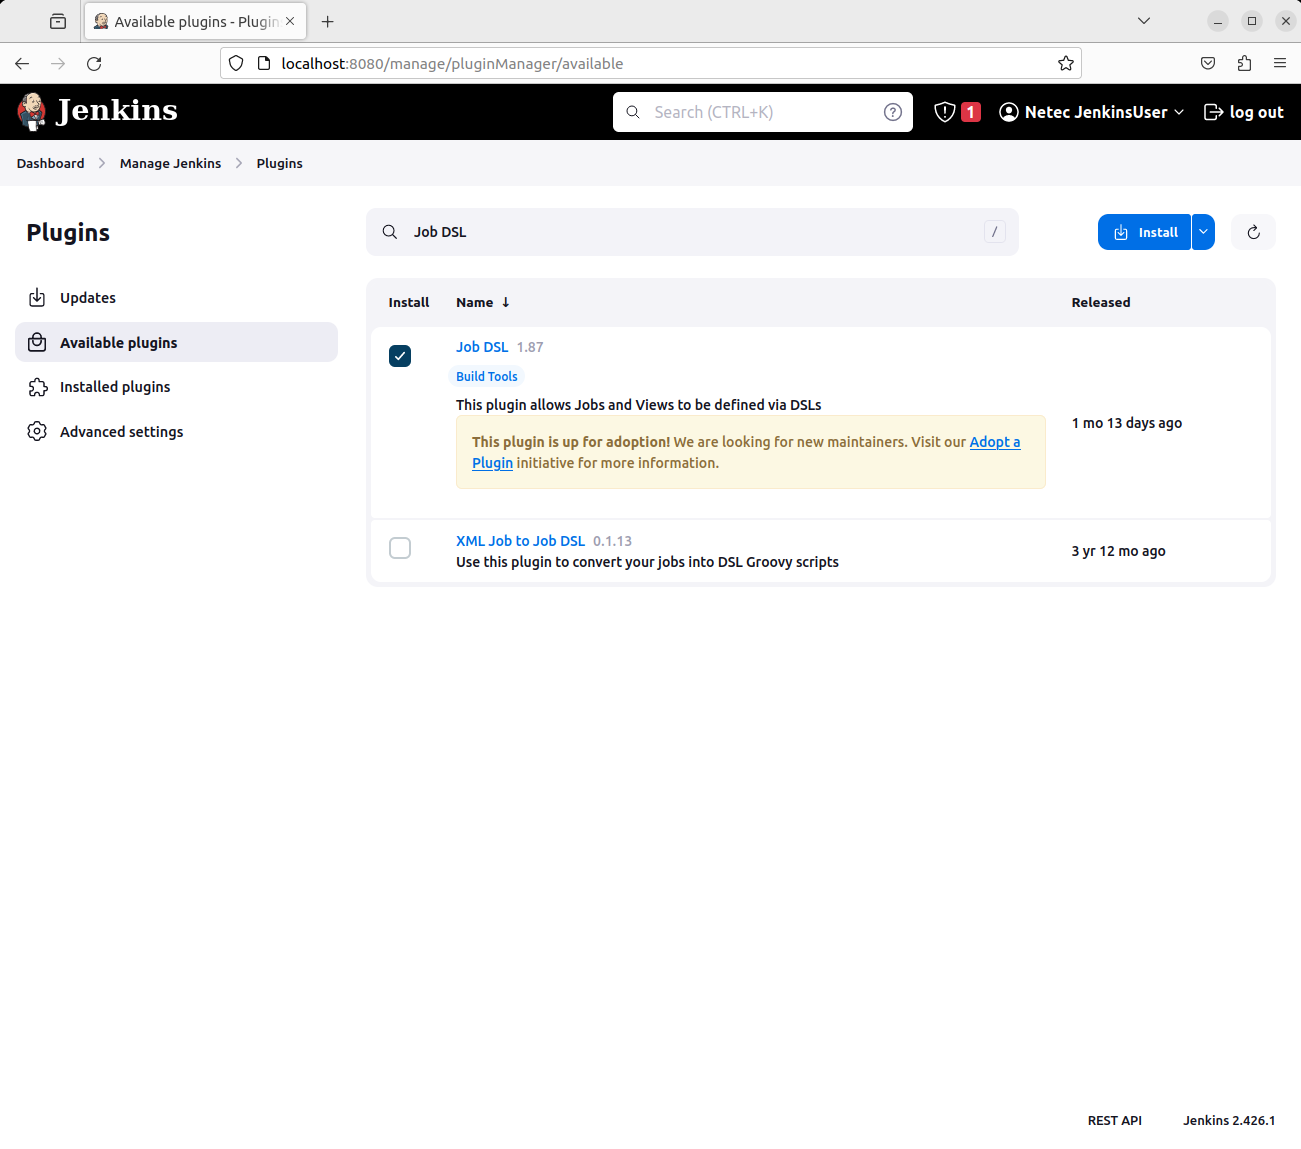 Available plugins - Plugin
localhost:8080/manage/pluginManager/available
Jenkins
Search (CTRL+K)
1
Netec JenkinsUser
log out
Dashboard
Manage Jenkins
Plugins
Plugins
Job DSL
/
Install
Updates
Available plugins
Installed plugins
Advanced settings
Install
Name ↓
Released
Job DSL 1.87
Build Tools
This plugin allows Jobs and Views to be defined via DSLs
This plugin is up for adoption! We are looking for new maintainers. Visit our Adopt a
Plugin initiative for more information.
1 mo 13 days ago
XML Job to Job DSL 0.1.13
Use this plugin to convert your jobs into DSL Groovy scripts
3 yr 12 mo ago
REST API
Jenkins 2.426.1